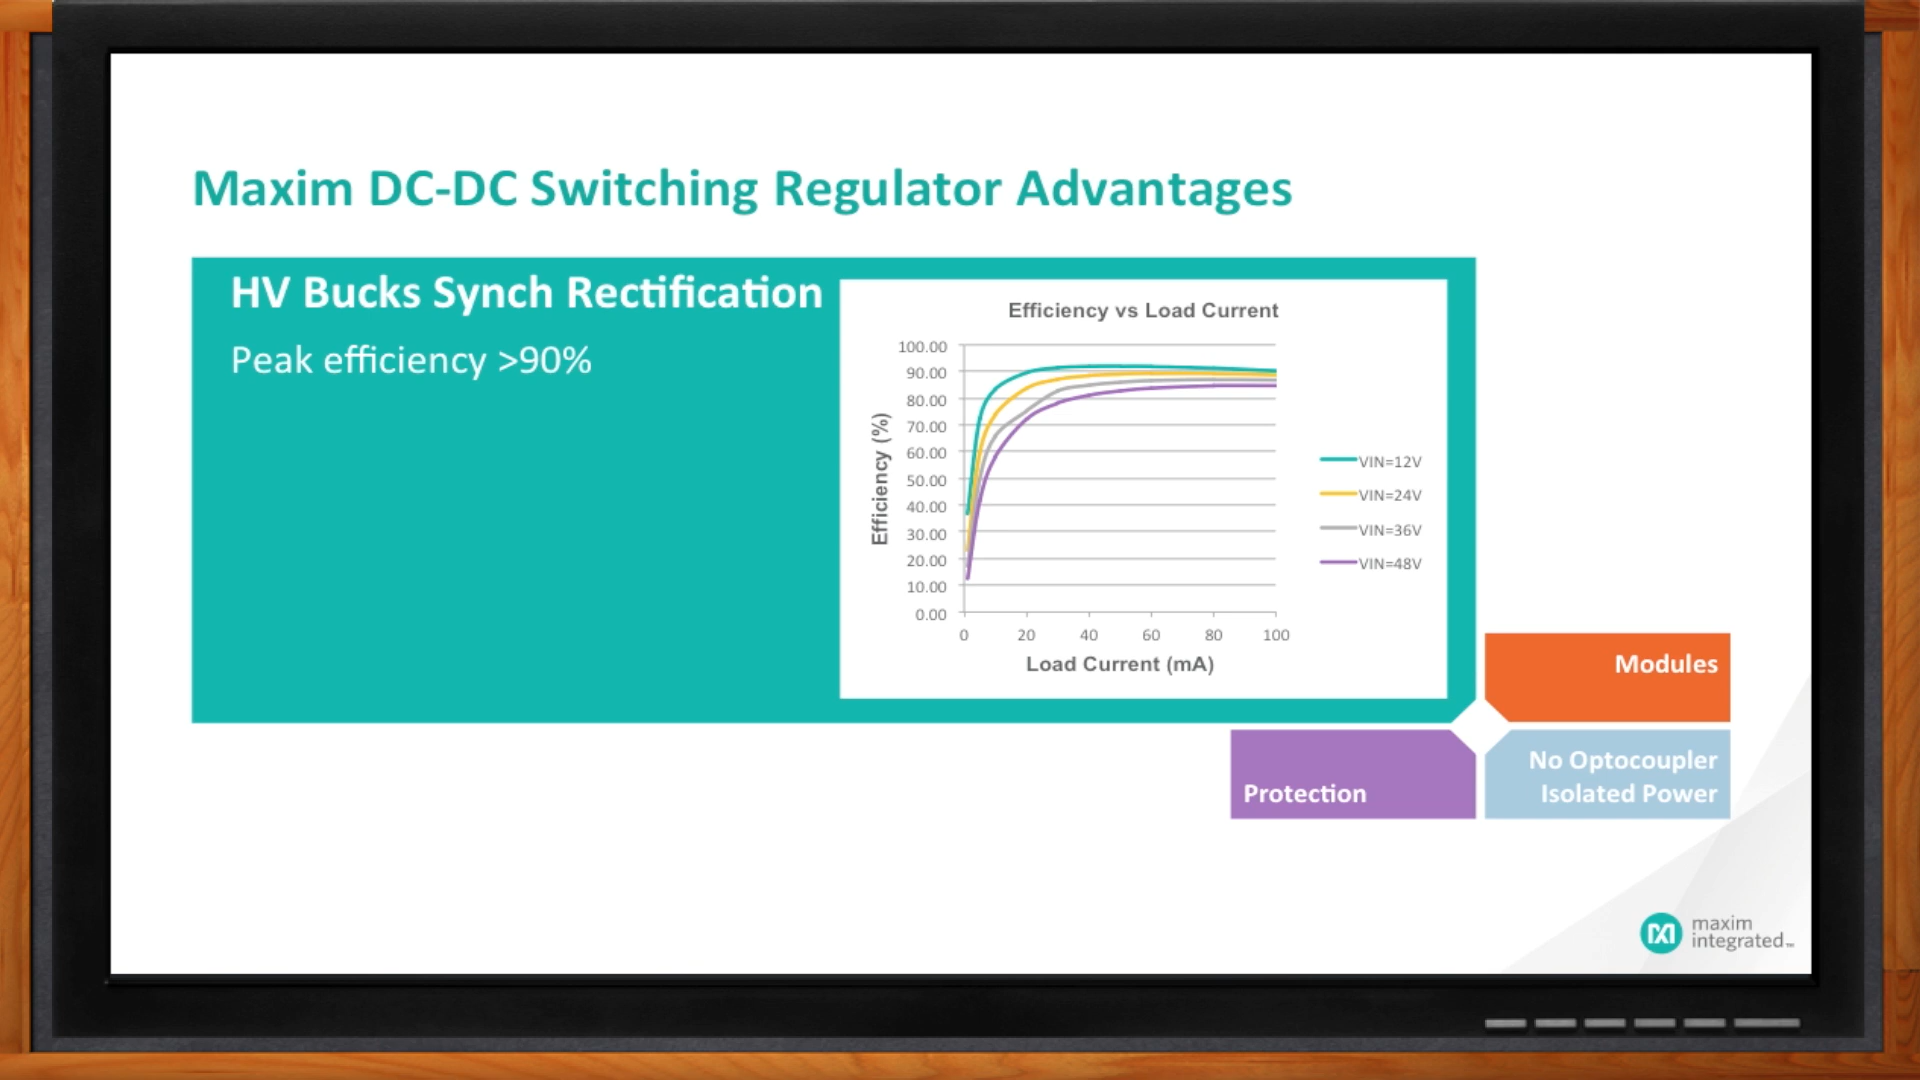 Maxim DC-DC Switching Regulator Advantages
HV Bucks Synch Rectification
Peak efficiency >90%
Efficiency vs Load Current
Efficiency (%)
100.00
90.00
80.00
70.00
60.00
50.00
40.00
30.00
20.00
10.00
0.00
0 20 40 60 80 100
Load Current (mA)
VIN=12V
VIN=24V
VIN=36V
VIN=48V
Modules
Protection
No Optocoupler
Isolated Power
maxim
integrated™